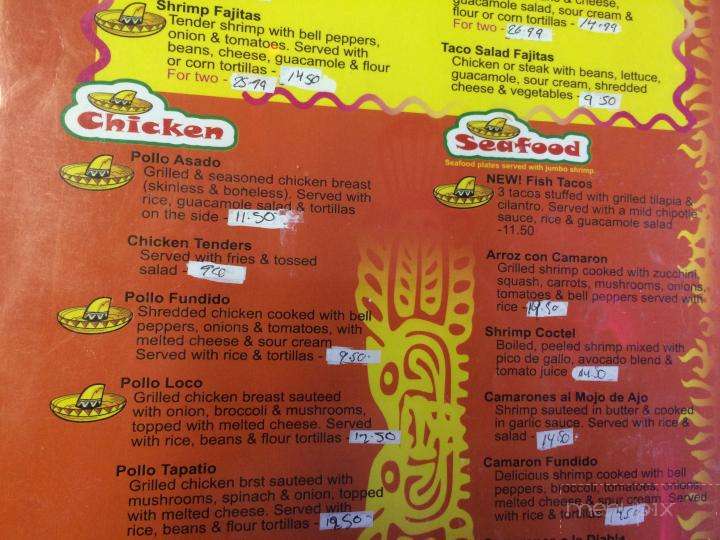 Shrimp Fajitas
Tender shrimp with bell peppers,
onion & tomatoes. Served with
beans, cheese, guacamole & flour
or corn tortillas - 14 50
For two - 25.99
guacamole salad, sour cream &
flour or corn tortillas - 14.99
For two - 26.99
Taco Salad Fajitas
Chicken or steak with beans, lettuce,
guacamole, sour cream, shredded
cheese & vegetables - 9 50
Chicken
Pollo Asado
Grilled & seasoned chicken breast
(skinless & boneless). Served with
rice, guacamole salad & tortillas
on the side - 11.50
Chicken Tenders
Served with fries & tossed
salad -
Pollo Fundido
Shredded chicken cooked with bell
peppers, onions & tomatoes, with
melted cheese & sour cream
Served with rice & tortillas - 9.50
Pollo Loco
Grilled chicken breast sauteed
with onion, broccoli & mushrooms,
topped with melted cheese. Served
with rice, beans & flour tortillas - 12.50
Pollo Tapatio
Grilled chicken brst sauteed with
mushrooms, spinach & onion, topped
with melted cheese. Served with
rice, beans & flour tortillas - 12.50
Seafood
Seafood plates served with jumbo shrimp.
NEW! Fish Tacos
3 tacos stuffed with grilled tilapia &
cilantro. Served with a mild chipotle
sauce, rice & guacamole salad
-11.50
Arroz con Camaron
Grilled shrimp cooked with zucchini,
squash, carrots, mushrooms, onions,
tomatoes & bell peppers served with
rice - 14.50
Shrimp Coctel
Boiled, peeled shrimp mixed with
pico de gallo, avocado blend &
tomato juice 14.50
Camarones al Mojo de Ajo
Shrimp sauteed in butter & cooked
in garlic sauce. Served with rice &
salad - 14.50
Camaron Fundido
Delicious shrimp cooked with bell
peppers, broccoli, tomatoes, onions,
melted cheese & sour cream. Served
with rice & 14.50
menupix